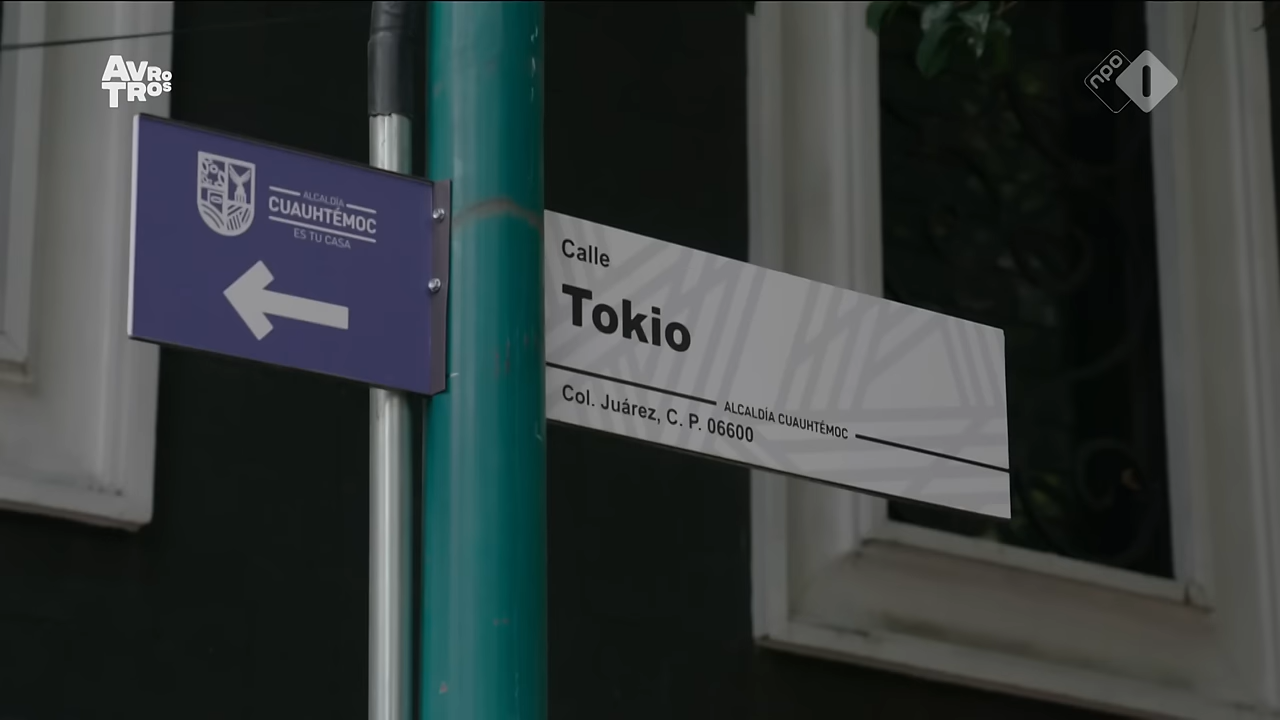 AVRO
TROS
npo 1
ALCALDÍA
CUAUHTÉMOC
ES TU CASA
Calle
Tokio
ALCALDÍA CUAUHTÉMOC
Col. Juárez, C. P. 06600